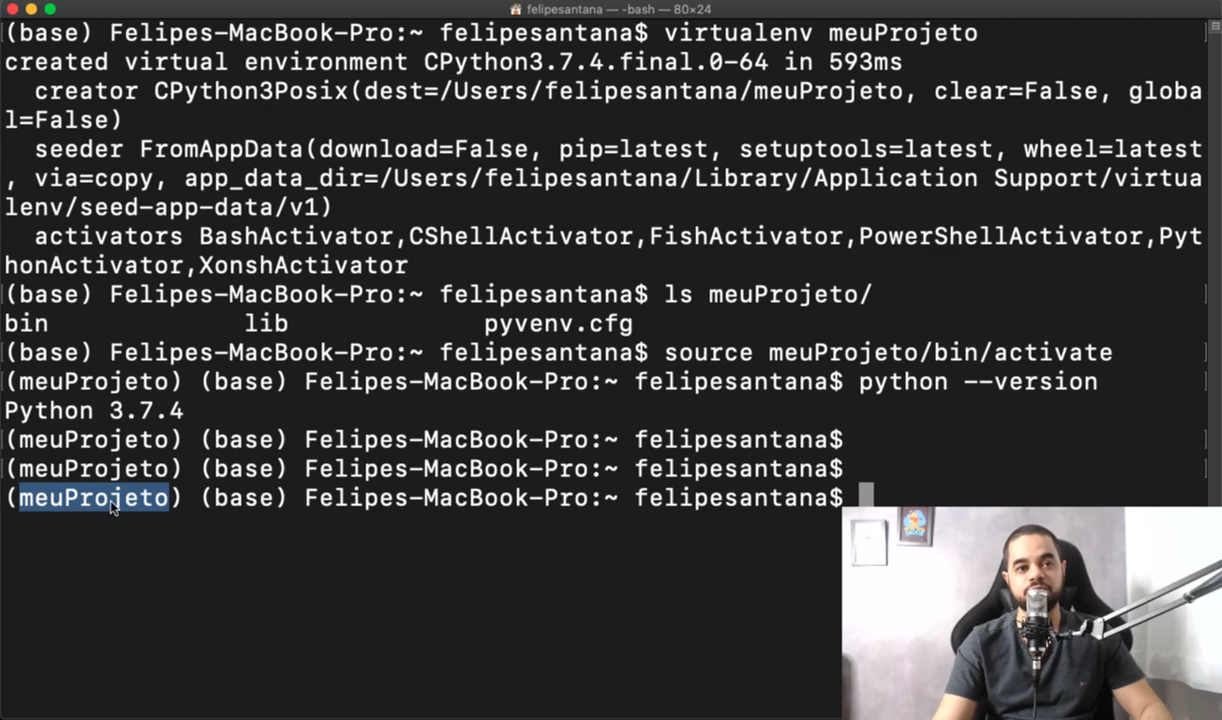 felipesantana — -bash — 80×24
(base) Felipes-MacBook-Pro:~ felipesantana$ virtualenv meuProjeto
created virtual environment CPython3.7.4.final.0-64 in 593ms
  creator CPython3Posix(dest=/Users/felipesantana/meuProjeto, clear=False, globa
l=False)
  seeder FromAppData(download=False, pip=latest, setuptools=latest, wheel=latest
, via=copy, app_data_dir=/Users/felipesantana/Library/Application Support/virtua
lenv/seed-app-data/v1)
  activators BashActivator,CShellActivator,FishActivator,PowerShellActivator,Pyt
honActivator,XonshActivator
(base) Felipes-MacBook-Pro:~ felipesantana$ ls meuProjeto/
bin lib pyvenv.cfg
(base) Felipes-MacBook-Pro:~ felipesantana$ source meuProjeto/bin/activate
(meuProjeto) (base) Felipes-MacBook-Pro:~ felipesantana$ python --version
Python 3.7.4
(meuProjeto) (base) Felipes-MacBook-Pro:~ felipesantana$
(meuProjeto) (base) Felipes-MacBook-Pro:~ felipesantana$
(meuProjeto) (base) Felipes-MacBook-Pro:~ felipesantana$